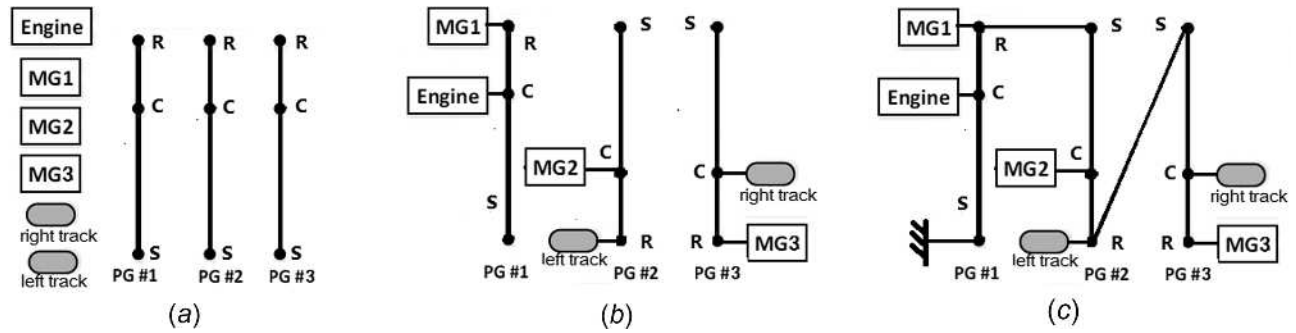 Engine
MG1
MG2
MG3
right track
left track
R R R
C C C
S S S
PG #1 PG #2 PG #3
(a)
MG1
R
S S
Engine
C
MG2
C
C
right track
S
left track
R
R
MG3
PG #1 PG #2 PG #3
(b)
MG1
R
S S
Engine
C
MG2
C
C
right track
S
left track
R
R
MG3
PG #1 PG #2 PG #3
(c)